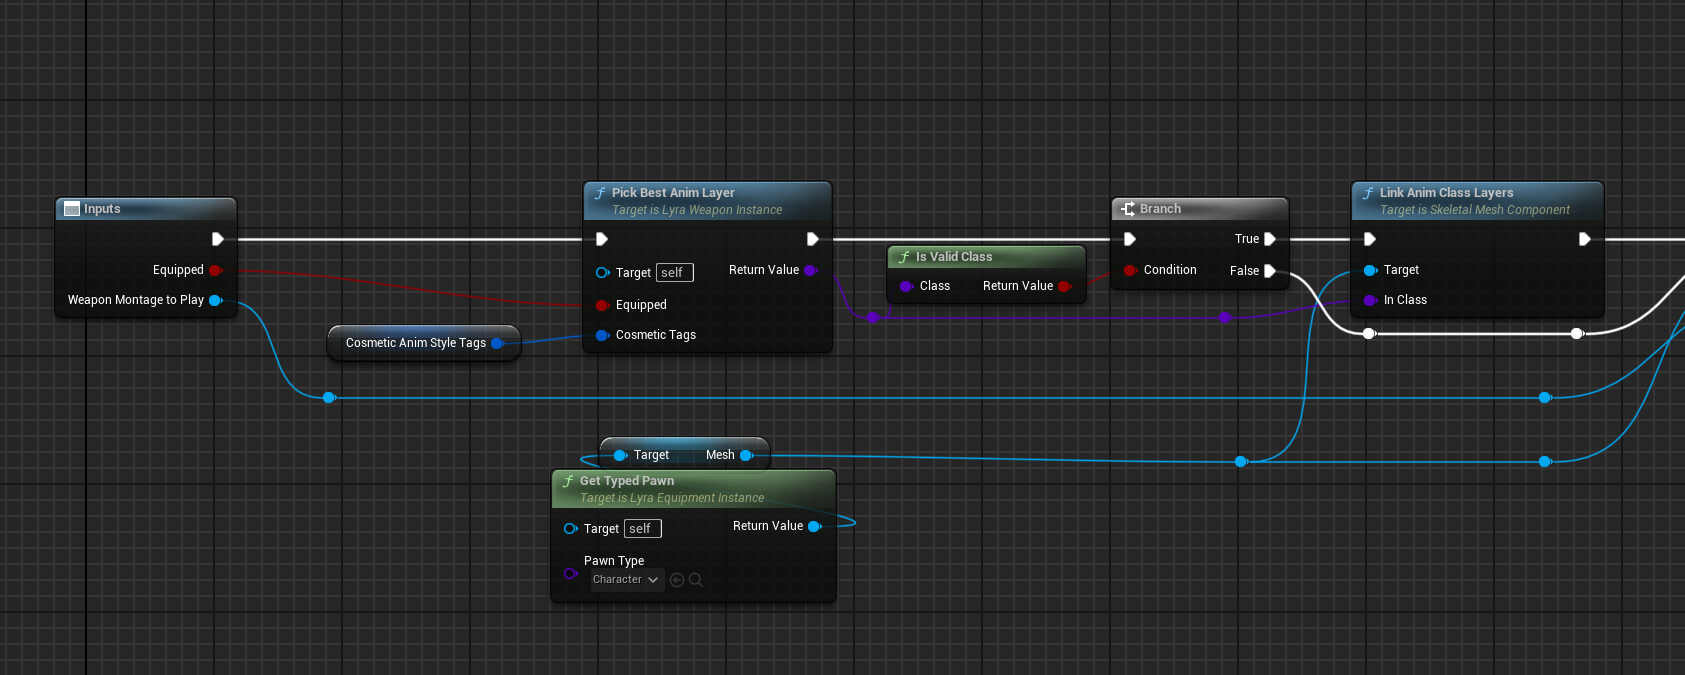 Inputs
Equipped
Weapon Montage to Play
Cosmetic Anim Style Tags
Pick Best Anim Layer
Target is Lyra Weapon Instance
Target self
Return Value
Equipped
Cosmetic Tags
Is Valid Class
Class
Return Value
Branch
True
Condition
False
Link Anim Class Layers
Target is Skeletal Mesh Component
Target
In Class
Target
Mesh
Get Typed Pawn
Target is Lyra Equipment Instance
Target self
Return Value
Pawn Type
Character